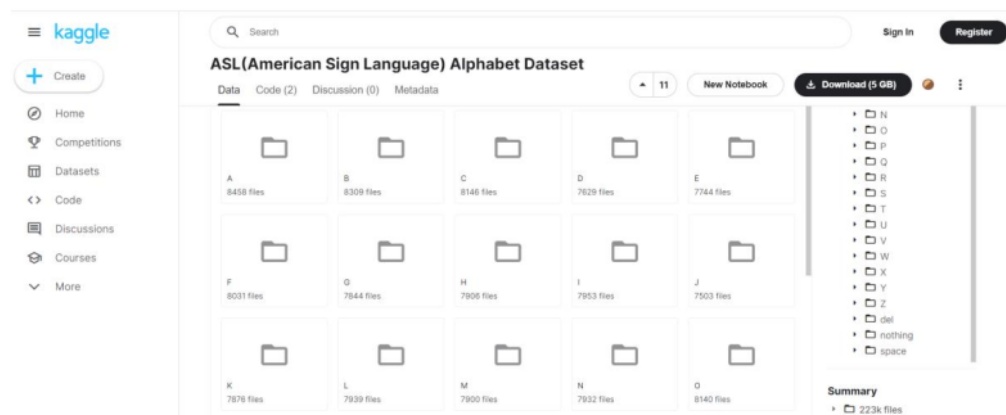 kaggle
Search
Sign In
Register
Create
ASL(American Sign Language) Alphabet Dataset
Data Code (2) Discussion (0) Metadata
11
New Notebook
Download (5 GB)
Home
Competitions
Datasets
Code
Discussions
Courses
More
A B C D E
8458 files 8309 files 8146 files 7629 files 7744 files
F G H I J
8031 files 7844 files 7906 files 7953 files 7503 files
K L M N O
7876 files 7939 files 7900 files 7932 files 8140 files
N
O
P
Q
R
S
T
U
V
W
X
Y
Z
del
nothing
space
Summary
223k files